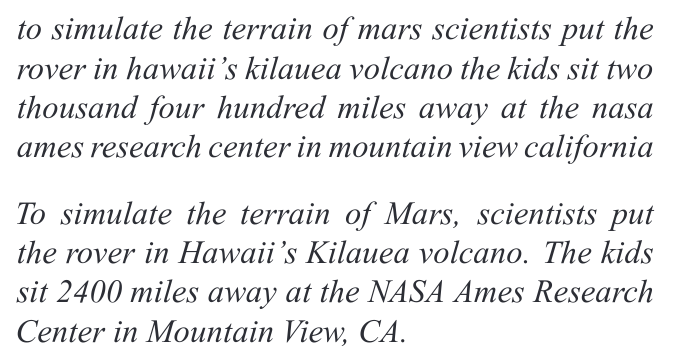 to simulate the terrain of mars scientists put the
rover in hawaii’s kilauea volcano the kids sit two
thousand four hundred miles away at the nasa
ames research center in mountain view california
To simulate the terrain of Mars, scientists put
the rover in Hawaii’s Kilauea volcano. The kids
sit 2400 miles away at the NASA Ames Research
Center in Mountain View, CA.